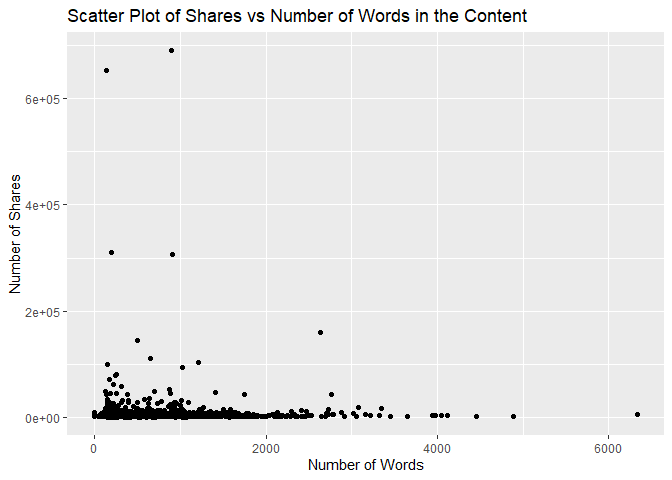 Scatter Plot of Shares vs Number of Words in the Content
Number of Shares
6e+05
4e+05
2e+05
0e+00
0 2000 4000 6000
Number of Words